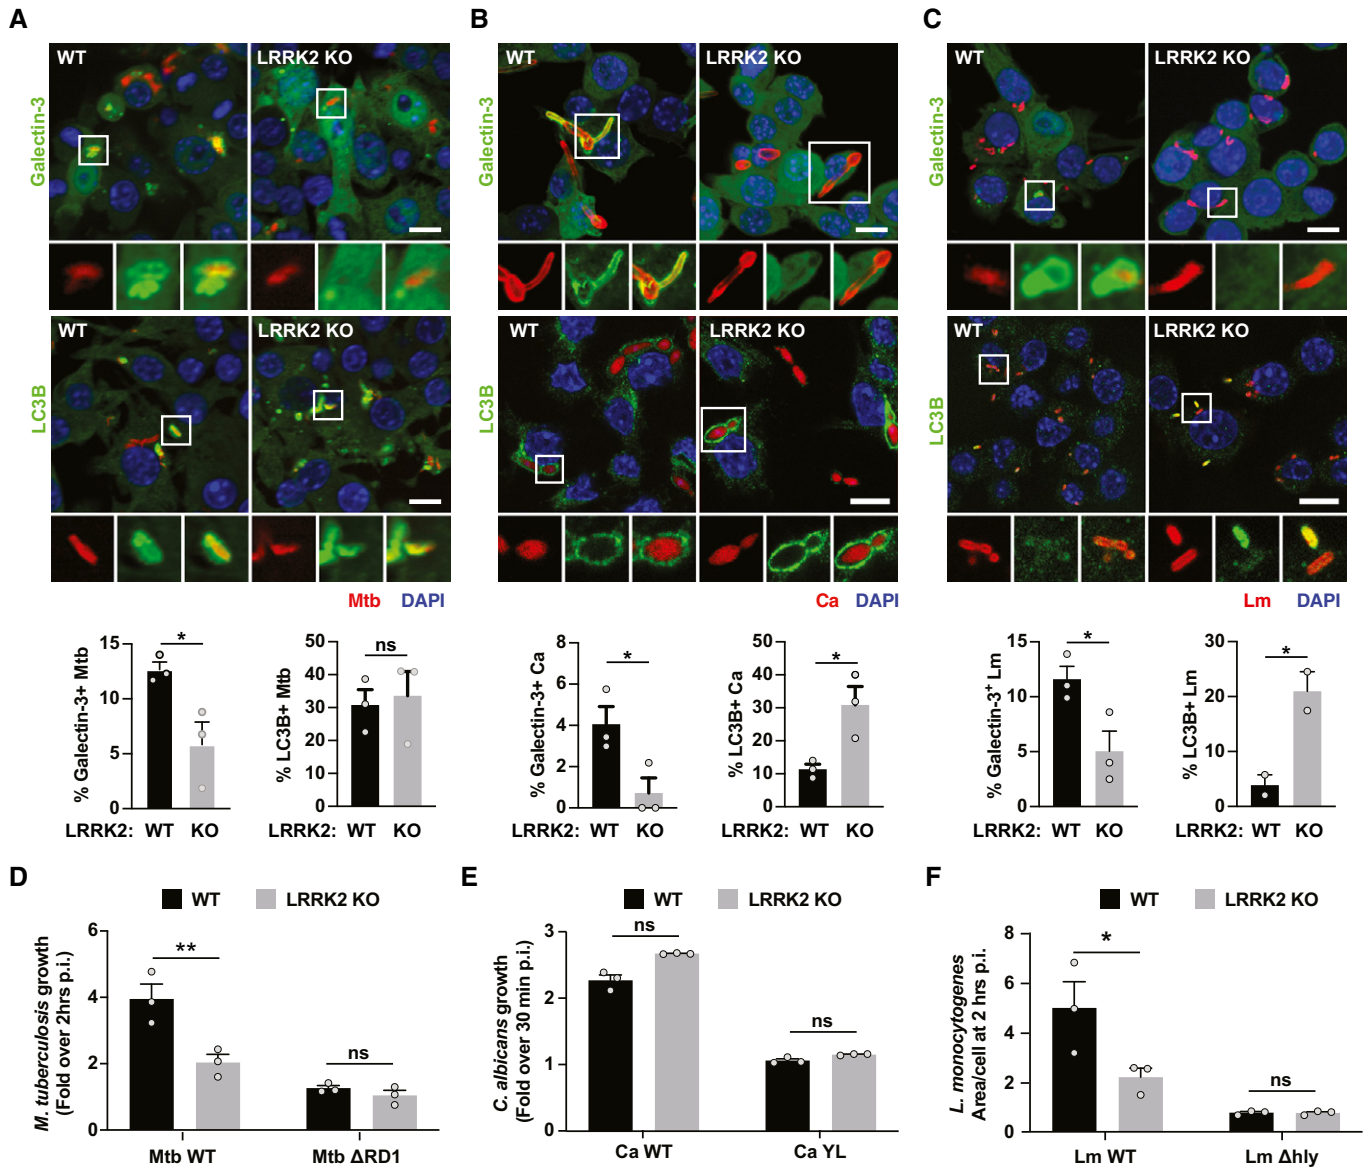 A
B
C
WT
LRRK2 KO
WT
LRRK2 KO
WT
LRRK2 KO
Galectin-3
Galectin-3
Galectin-3
WT
LRRK2 KO
WT
LRRK2 KO
WT
LRRK2 KO
LC3B
LC3B
LC3B
Mtb DAPI
Ca DAPI
Lm DAPI
% Galectin-3+ Mtb
15
10
5
0
*
LRRK2: WT KO
% LC3B+ Mtb
50
40
30
20
10
0
ns
LRRK2: WT KO
% Galectin-3+ Ca
8
6
4
2
0
*
LRRK2: WT KO
% LC3B+ Ca
50
40
30
20
10
0
*
LRRK2: WT KO
% Galectin-3⁺ Lm
15
10
5
0
*
LRRK2: WT KO
% LC3B+ Lm
30
20
10
0
*
LRRK2: WT KO
D
WT LRRK2 KO
M. tuberculosis growth
(Fold over 2hrs p.i.)
6
4
2
0
**
ns
Mtb WT Mtb ΔRD1
E
WT LRRK2 KO
C. albicans growth
(Fold over 30 min p.i.)
3
2
1
0
ns
ns
Ca WT Ca YL
F
WT LRRK2 KO
L. monocytogenes
Area/cell at 2 hrs p.i.
8
6
4
2
0
*
ns
Lm WT Lm Δhly